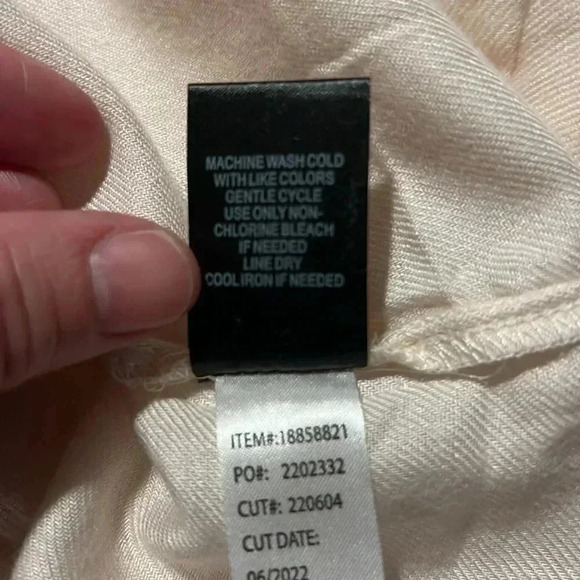 MACHINE WASH COLD
WITH LIKE COLORS
GENTLE CYCLE
USE ONLY NON-
CHLORINE BLEACH
IF NEEDED
LINE DRY
COOL IRON IF NEEDED
ITEM#:18858821
PO#: 2202332
CUT#: 220604
CUT DATE:
06/2022